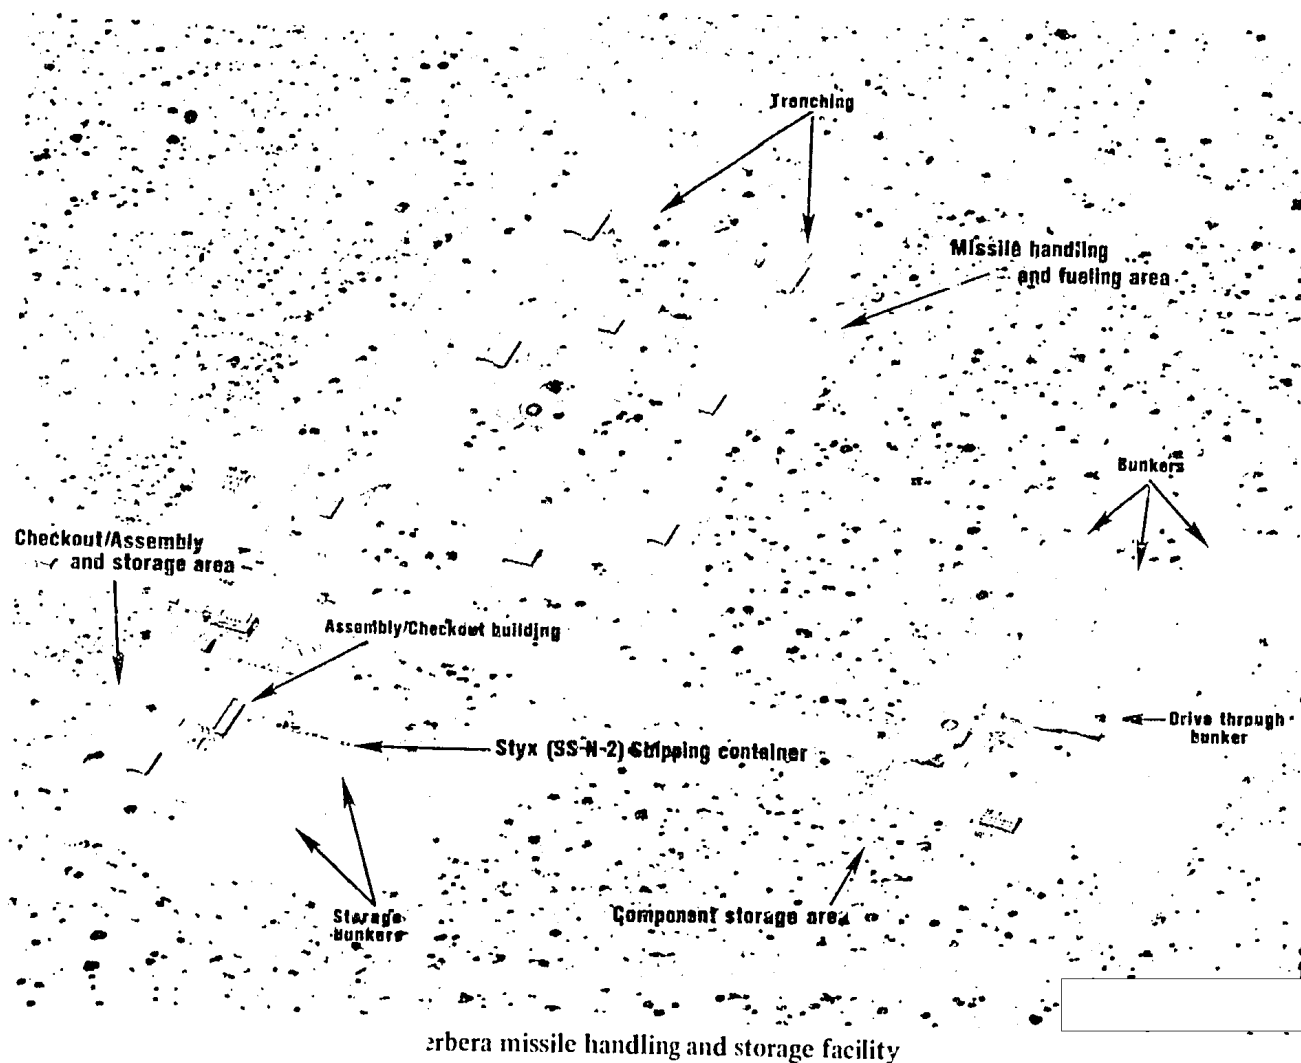 Trenching
Missile handling
and fueling area
Bunkers
Checkout/Assembly
and storage area
Assembly/Checkout building
Drive through
bunker
Styx (SS-N-2) Shipping container
Storage
bunkers
Component storage area
erbera missile handling and storage facility